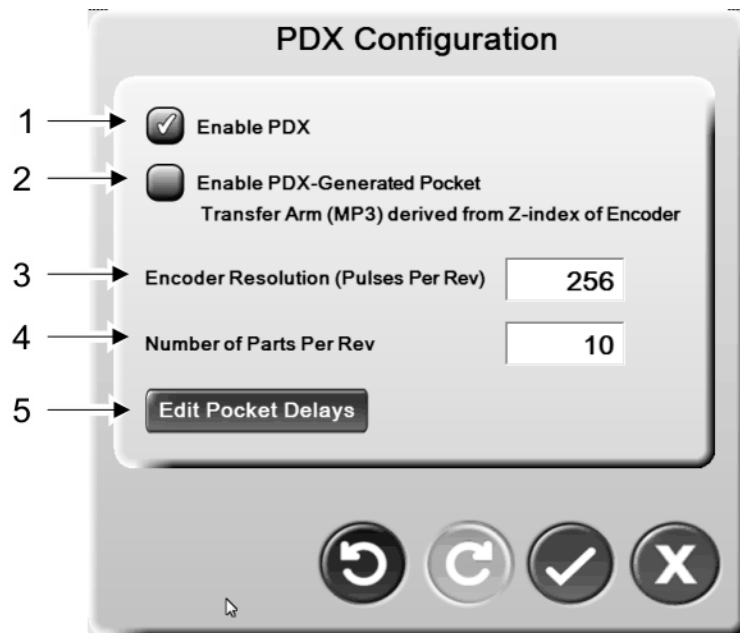 PDX Configuration
1
Enable PDX
2
Enable PDX-Generated Pocket
Transfer Arm (MP3) derived from Z-index of Encoder
3
Encoder Resolution (Pulses Per Rev) 256
4
Number of Parts Per Rev 10
5
Edit Pocket Delays